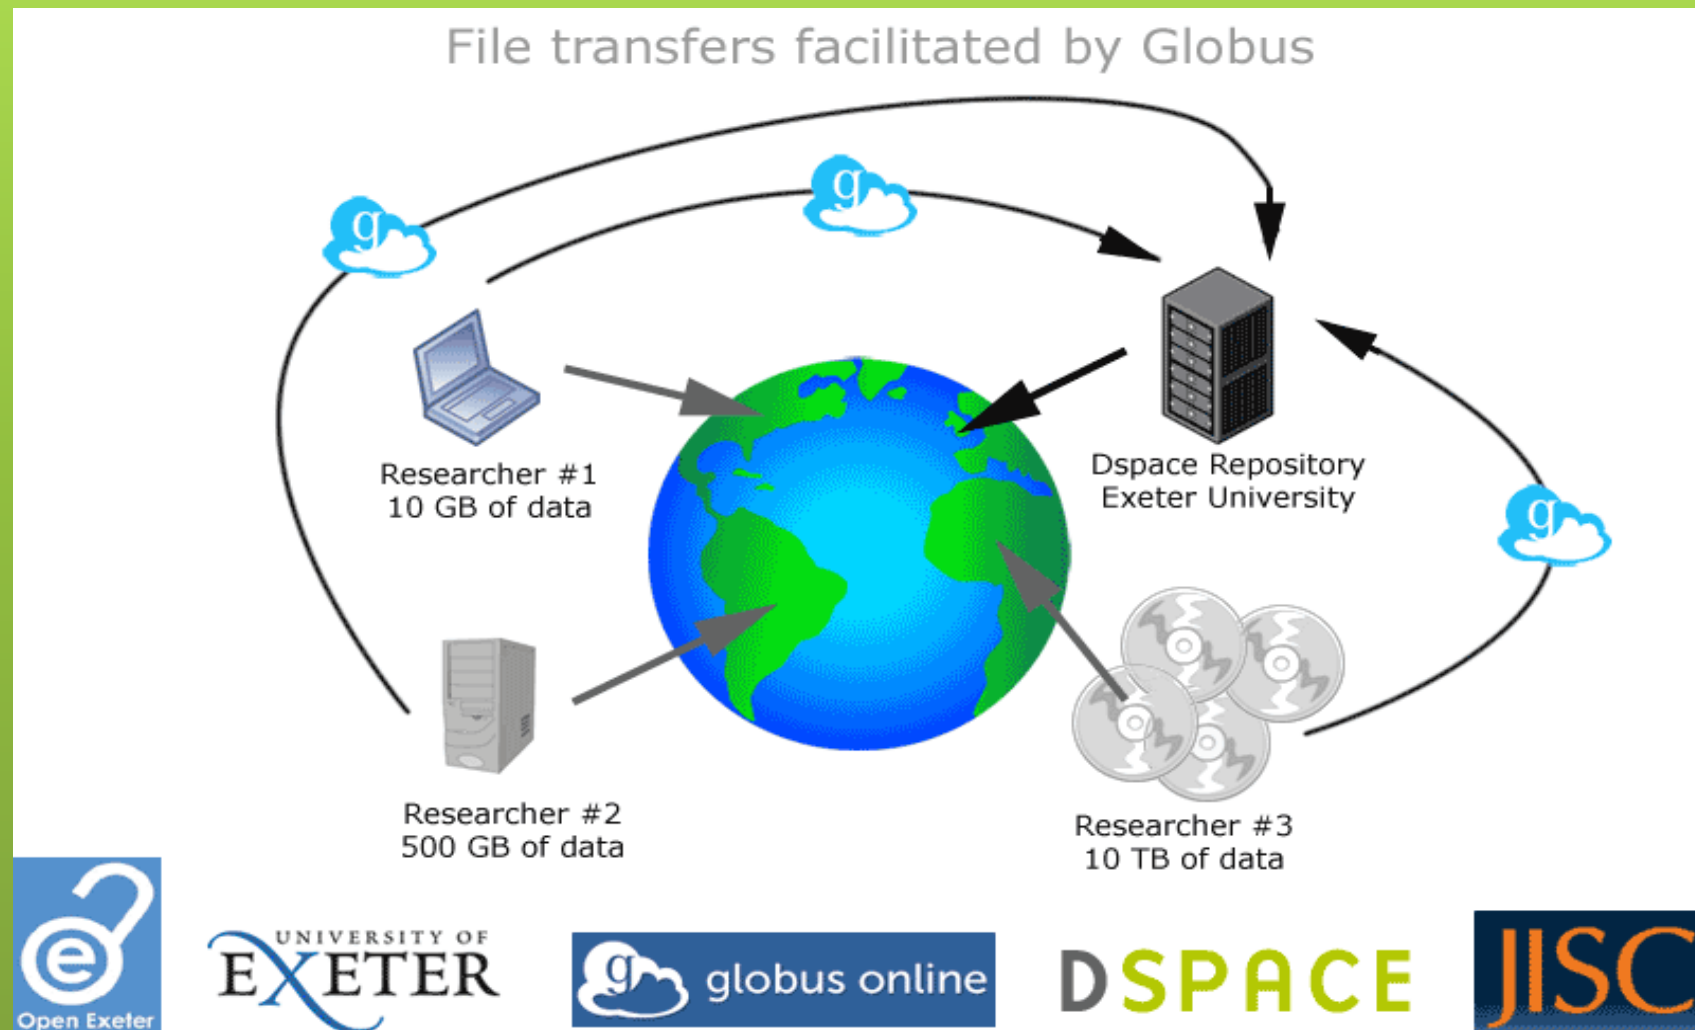 File transfers facilitated by Globus
g
g
Researcher #1
10 GB of data
Dspace Repository
Exeter University
g
Researcher #2
500 GB of data
Researcher #3
10 TB of data
e
Open Exeter
UNIVERSITY OF
EXETER
g globus online
DSPACE
JISC